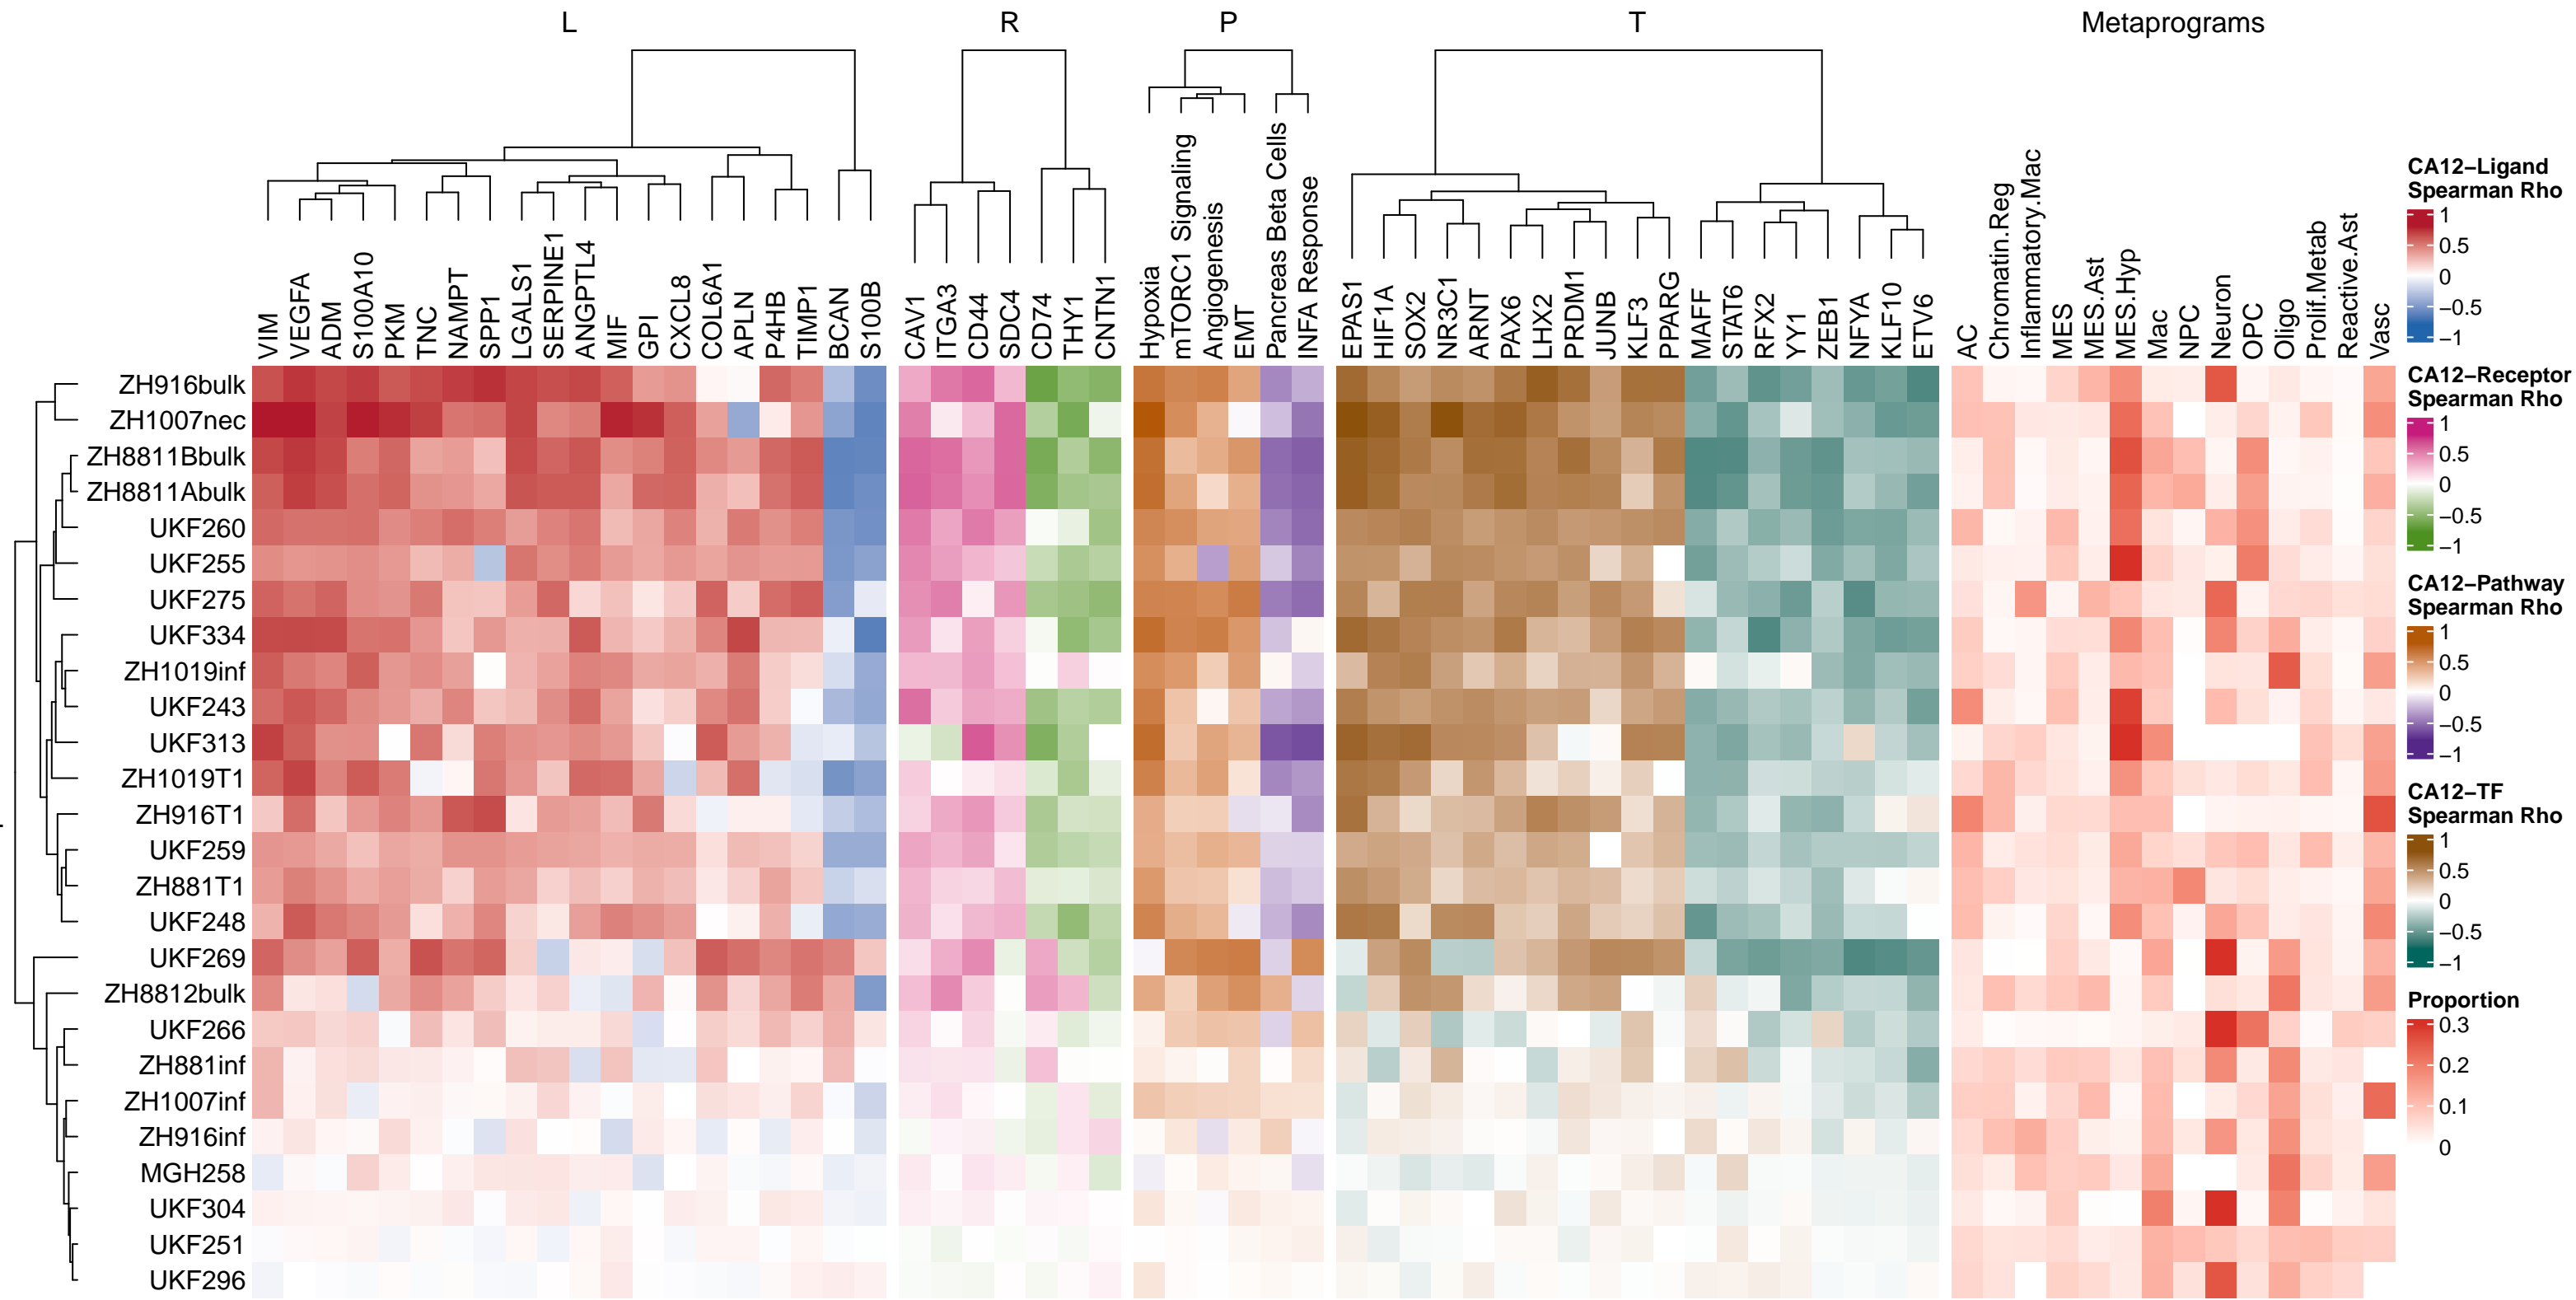 L R P T Metaprograms
VIM VEGFA ADM S100A10 PKM TNC NAMPT SPP1 LGALS1 SERPINE1 ANGPTL4 MIF GPI CXCL8 COL6A1 APLN P4HB TIMP1 BCAN S100B
CAV1 ITGA3 CD44 SDC4 CD74 THY1 CNTN1
Hypoxia
mTORC1 Signaling
Angiogenesis
EMT
Pancreas Beta Cells
INFA Response
EPAS1 HIF1A SOX2 NR3C1 ARNT PAX6 LHX2 PRDM1 JUNB KLF3 PPARG MAFF STAT6 RFX2 YY1 ZEB1 NFYA KLF10 ETV6
AC Chromatin.Reg Inflammatory.Mac MES MES.Ast MES.Hyp Mac NPC Neuron OPC Oligo Prolif.Metab Reactive.Ast Vasc
ZH916bulk
ZH1007nec
ZH8811Bbulk
ZH8811Abulk
UKF260
UKF255
UKF275
UKF334
ZH1019inf
UKF243
UKF313
ZH1019T1
ZH916T1
UKF259
ZH881T1
UKF248
UKF269
ZH8812bulk
UKF266
ZH881inf
ZH1007inf
ZH916inf
MGH258
UKF304
UKF251
UKF296
CA12−Ligand
Spearman Rho
1
0.5
0
−0.5
−1
CA12−Receptor
Spearman Rho
1
0.5
0
−0.5
−1
CA12−Pathway
Spearman Rho
1
0.5
0
−0.5
−1
CA12−TF
Spearman Rho
1
0.5
0
−0.5
−1
Proportion
0.3
0.2
0.1
0